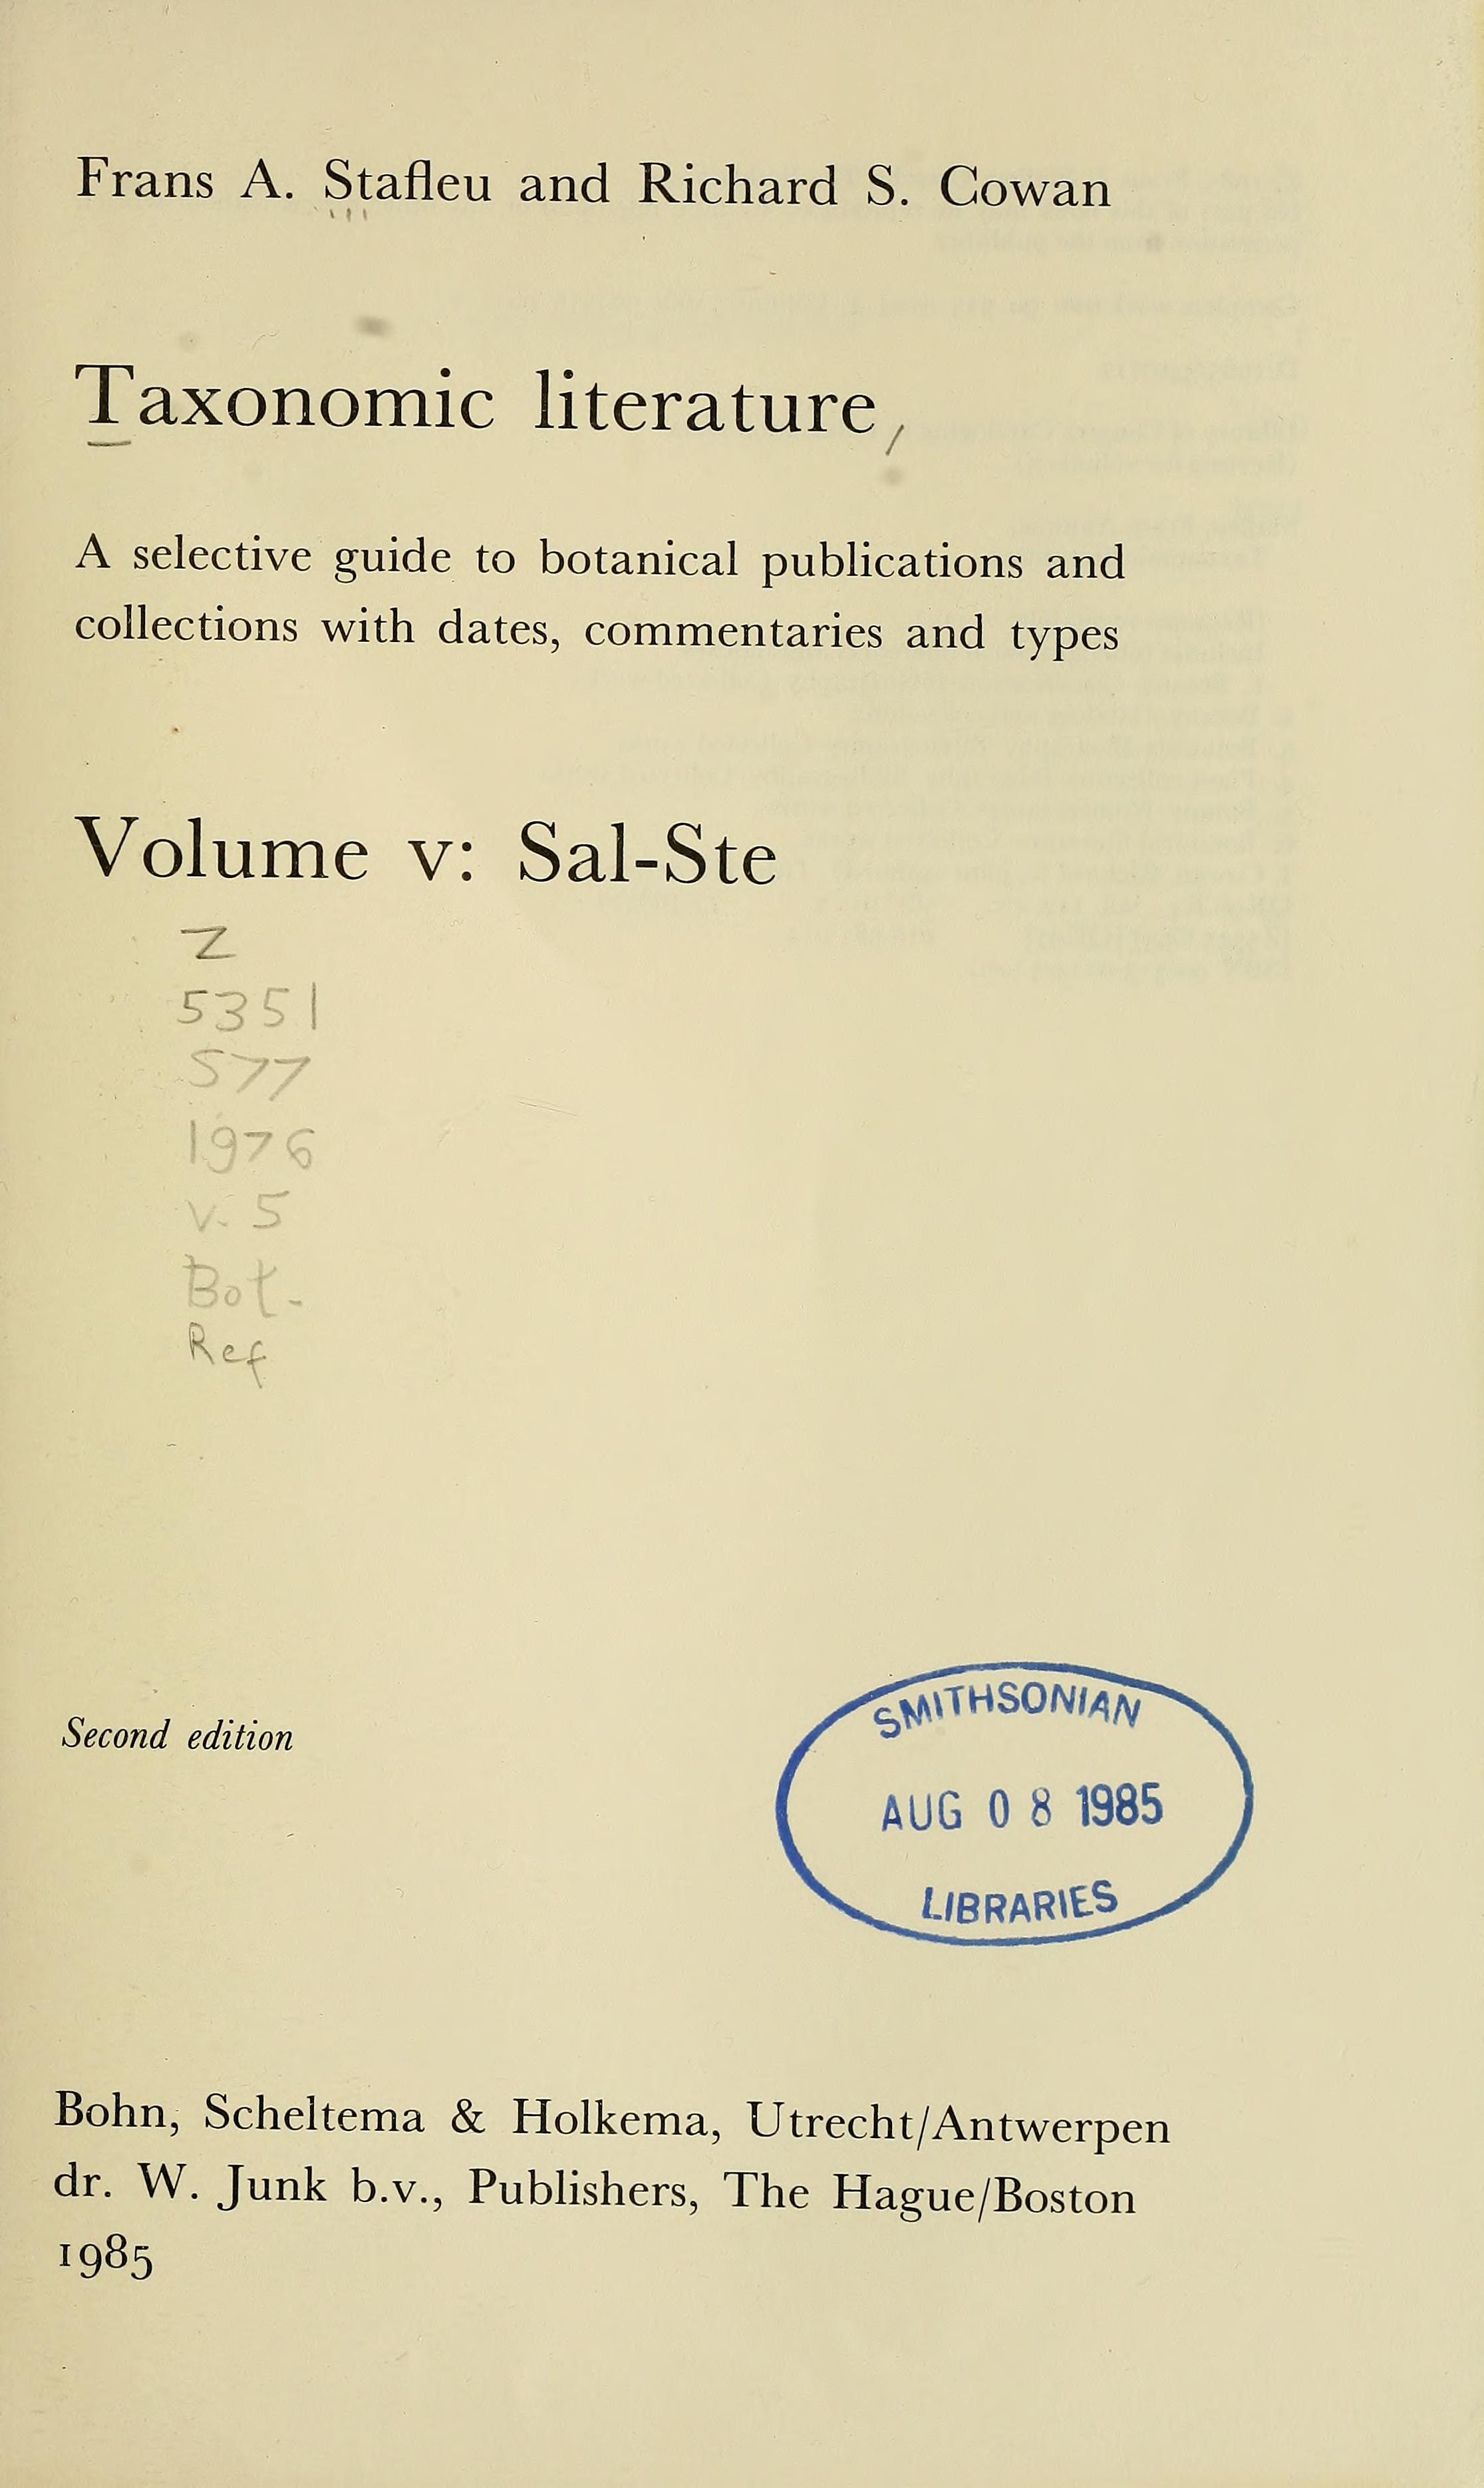 Frans A. Stafleu and Richard S. Cowan
Taxonomic literature,
A selective guide to botanical publications and
collections with dates, commentaries and types
Volume v: Sal-Ste
Z
5351
S77
1976
v. 5
Bot.
Ref
Second edition
SMITHSONIAN
AUG 08 1985
LIBRARIES
Bohn, Scheltema & Holkema, Utrecht/Antwerpen
dr. W. Junk b.v., Publishers, The Hague/Boston
1985